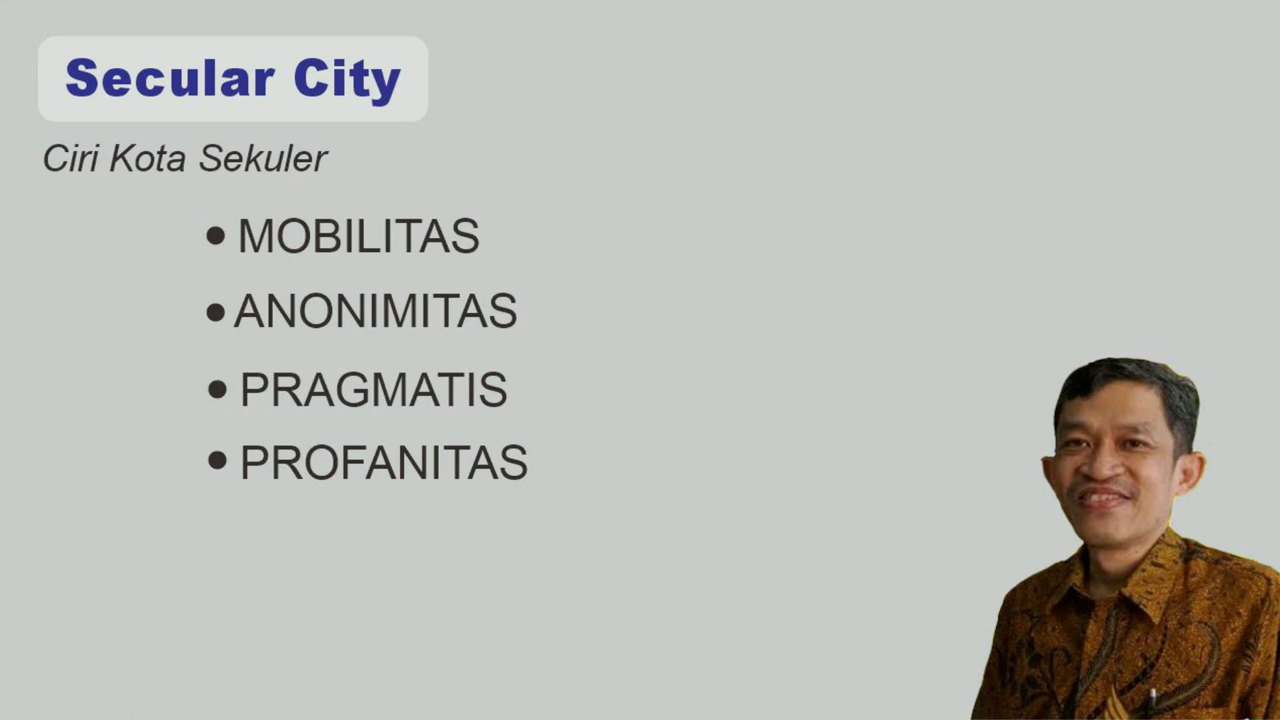 Secular City
Ciri Kota Sekuler
• MOBILITAS
• ANONIMITAS
• PRAGMATIS
• PROFANITAS